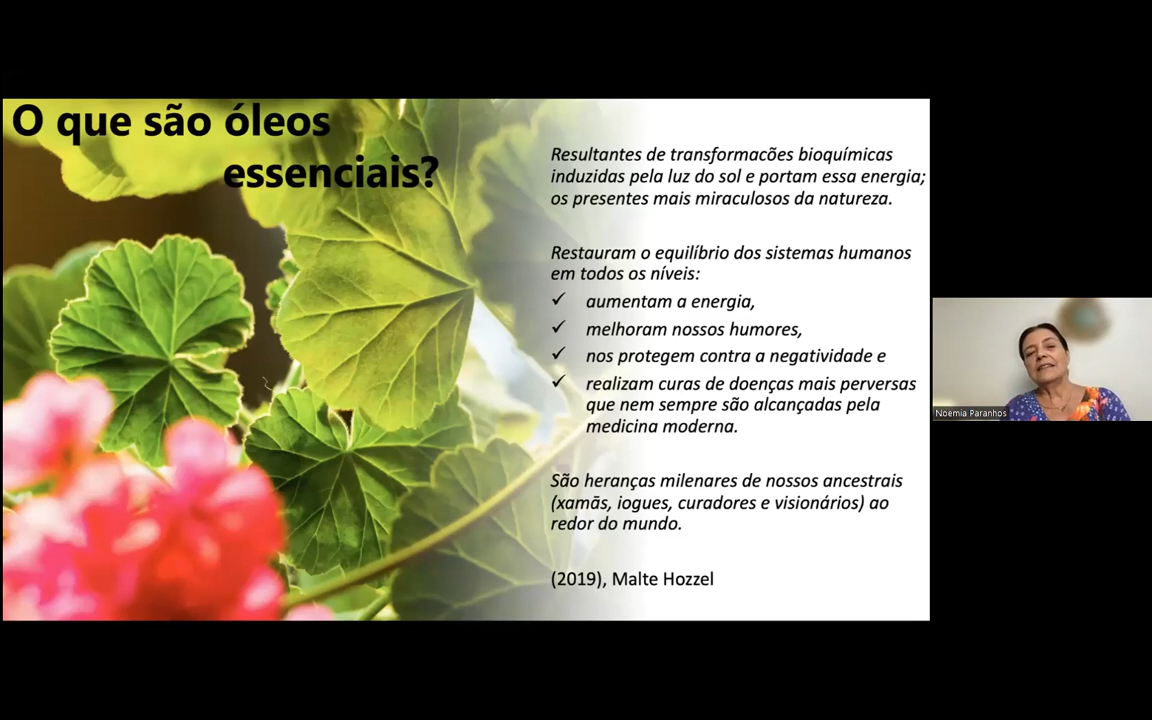 O que são óleos
essenciais?
Resultantes de transformacões bioquímicas
induzidas pela luz do sol e portam essa energia;
os presentes mais miraculosos da natureza.
Restauram o equilíbrio dos sistemas humanos
em todos os níveis:
✓ aumentam a energia,
✓ melhoram nossos humores,
✓ nos protegem contra a negatividade e
✓ realizam curas de doenças mais perversas
que nem sempre são alcançadas pela
medicina moderna.
São heranças milenares de nossos ancestrais
(xamãs, iogues, curadores e visionários) ao
redor do mundo.
(2019), Malte Hozzel
Noemia Paranhos